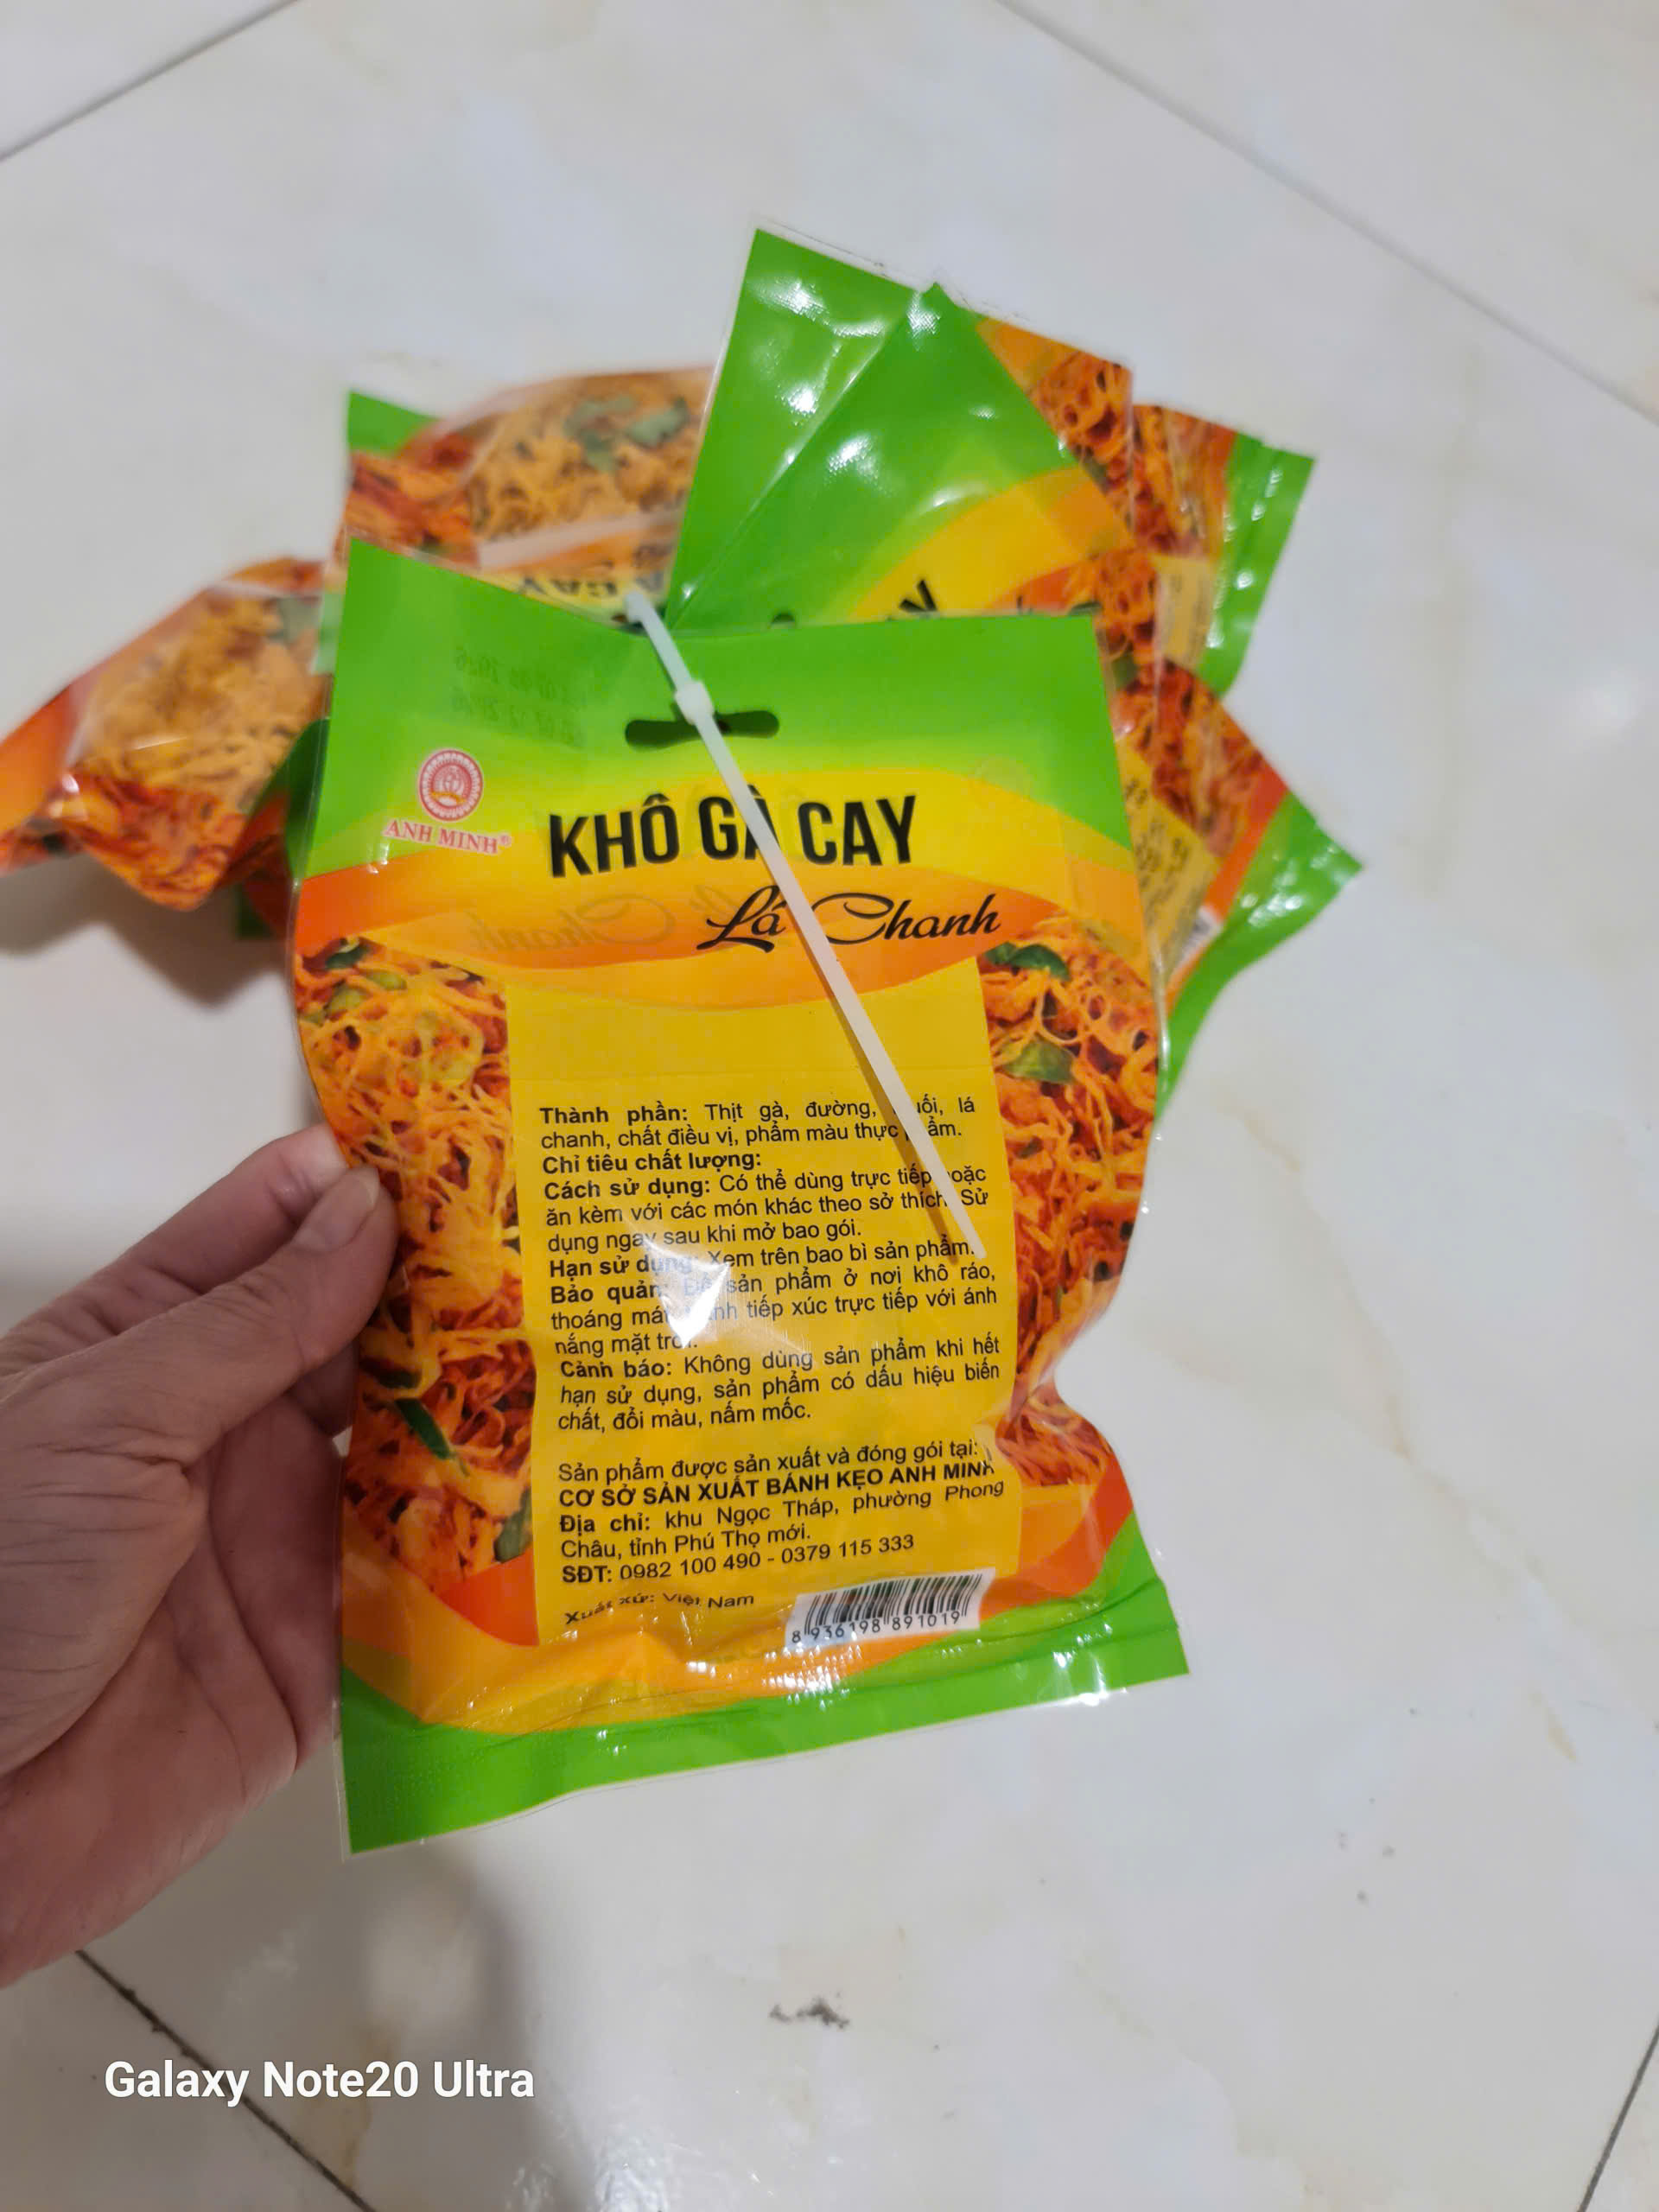 ANH MINH®
KHÔ GÀ CAY
Lá Chanh
Thành phần: Thịt gà, đường, lá
chanh, chất điều vị, phẩm màu thực
Chỉ tiêu chất lượng:
Cách sử dụng: Có thể dùng trực tiếp
ăn kèm với các món khác theo sở thích. Sử
dụng ngay sau khi mở bao gói.
Hạn sử dụng: Xem trên bao bì sản phẩm.
Bảo quản: Để sản phẩm ở nơi khô ráo,
thoáng mát, tiếp xúc trực tiếp với ánh
nắng mặt trời.
Cảnh báo: Không dùng sản phẩm khi hết
hạn sử dụng, sản phẩm có dấu hiệu biến
chất, đổi màu, nấm mốc.
Sản phẩm được sản xuất và đóng gói tại:
CƠ SỞ SẢN XUẤT BÁNH KẸO ANH MINH
Địa chỉ: khu Ngọc Tháp, phường Phong
Châu, tỉnh Phú Thọ mới.
SĐT: 0982 100 490 - 0379 115 333
Xuất xứ: Việt Nam
8 936198 891019
Galaxy Note20 Ultra